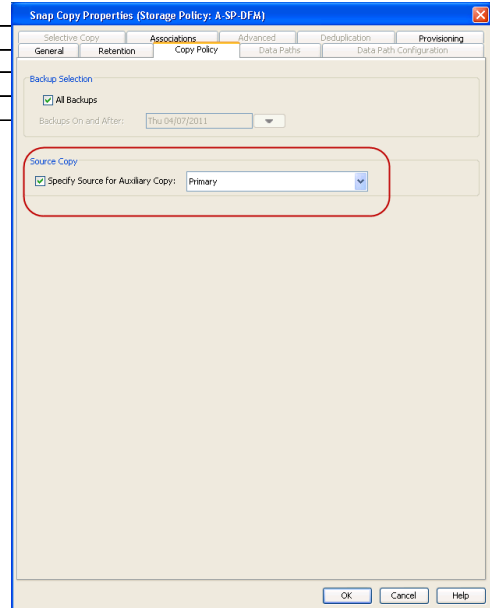 Snap Copy Properties (Storage Policy: A-SP-DFM)
Selective Copy Associations Advanced Deduplication Provisioning
General Retention Copy Policy Data Paths Data Path Configuration
Backup Selection
All Backups
Backups On and After: Thu 04/07/2011
Source Copy
Specify Source for Auxiliary Copy: Primary
OK Cancel Help